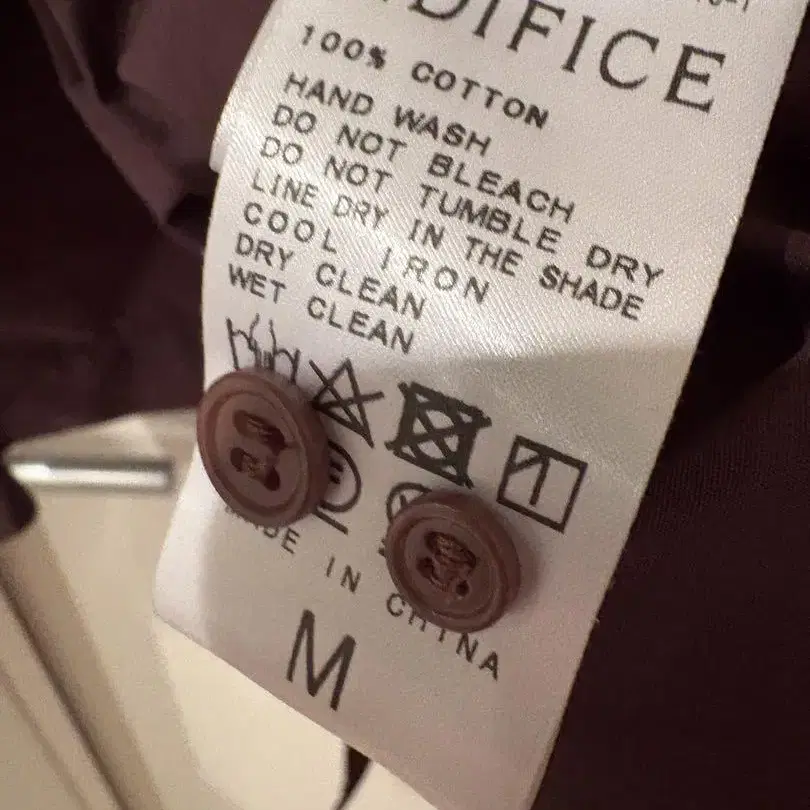 DIFICE
100% COTTON
HAND WASH
DO NOT BLEACH
DO NOT TUMBLE DRY
LINE DRY IN THE SHADE
COOL IRON
DRY CLEAN
WET CLEAN
MADE IN CHINA
M